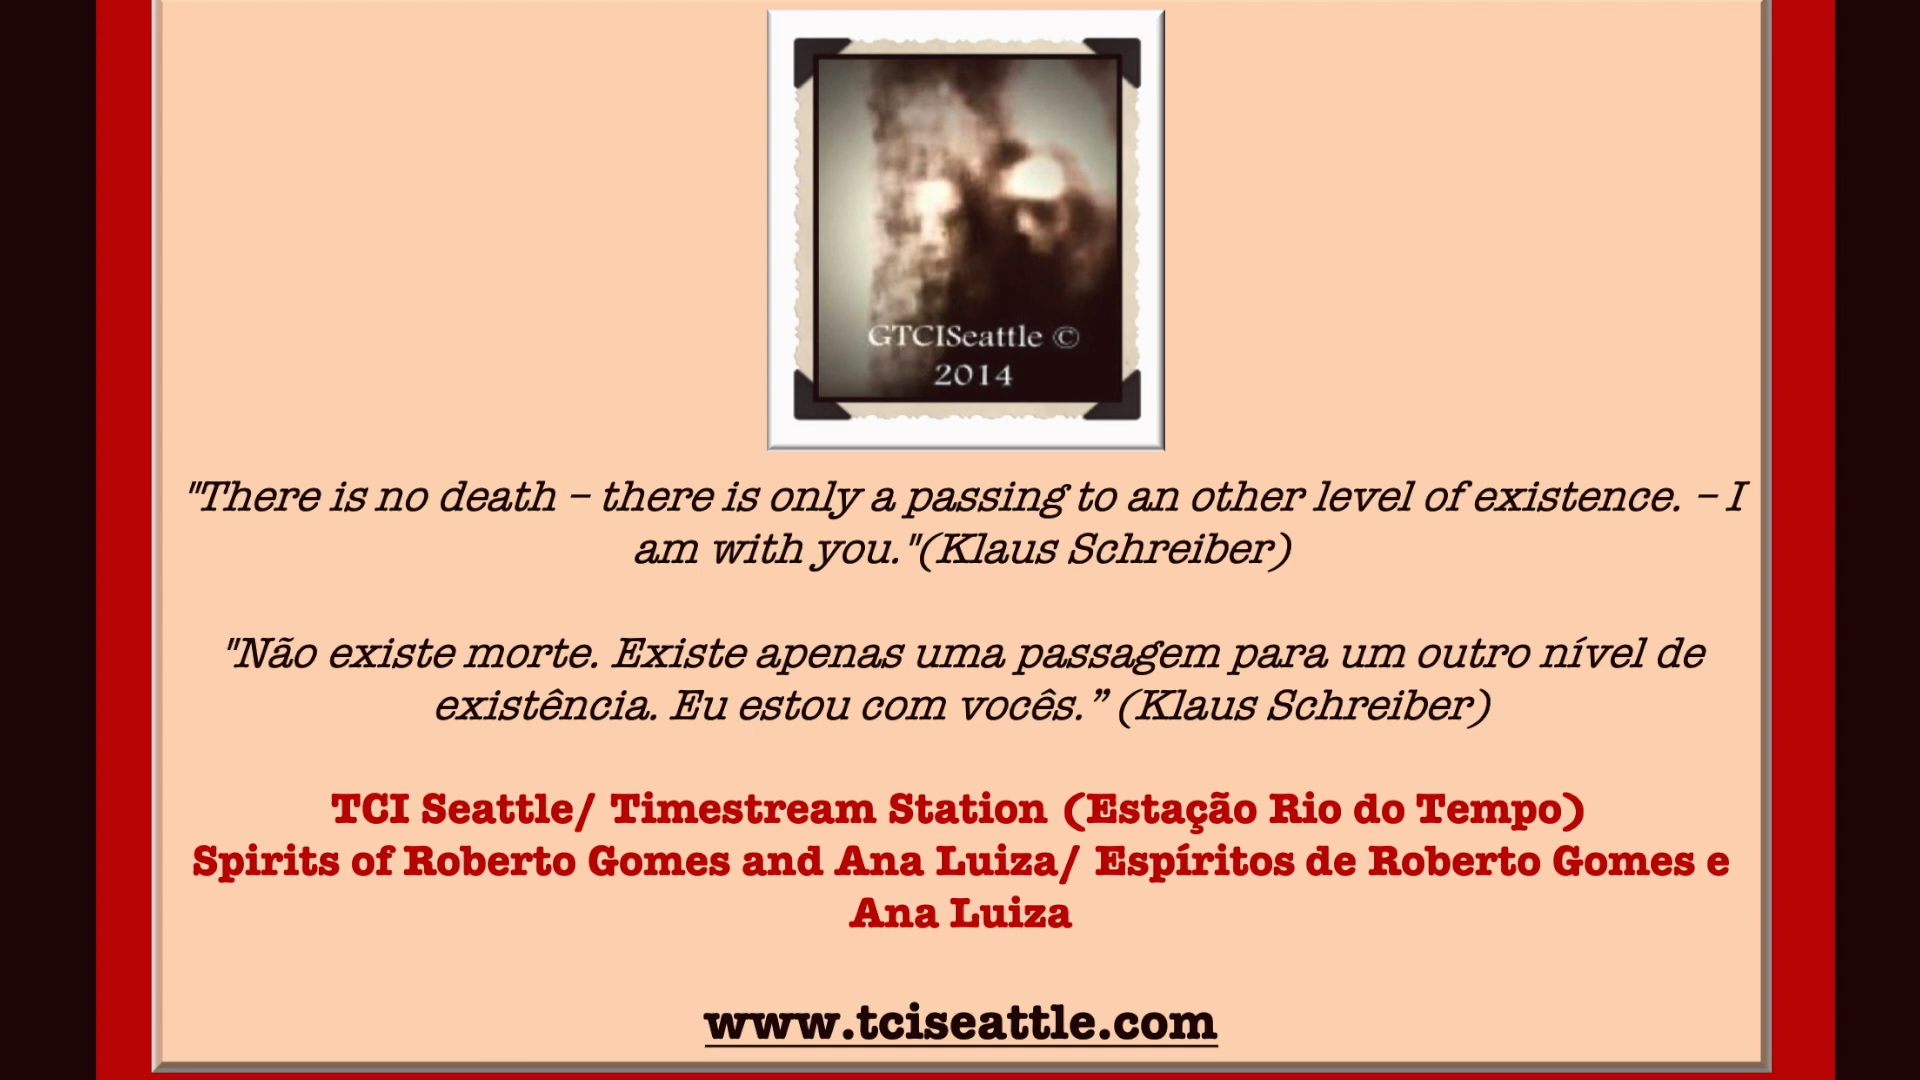 GTCISeattle ©
2014
"There is no death – there is only a passing to an other level of existence. – I
am with you."(Klaus Schreiber)
"Não existe morte. Existe apenas uma passagem para um outro nível de
existência. Eu estou com vocês.” (Klaus Schreiber)
TCI Seattle/ Timestream Station (Estação Rio do Tempo)
Spirits of Roberto Gomes and Ana Luiza/ Espíritos de Roberto Gomes e
Ana Luiza
www.tciseattle.com